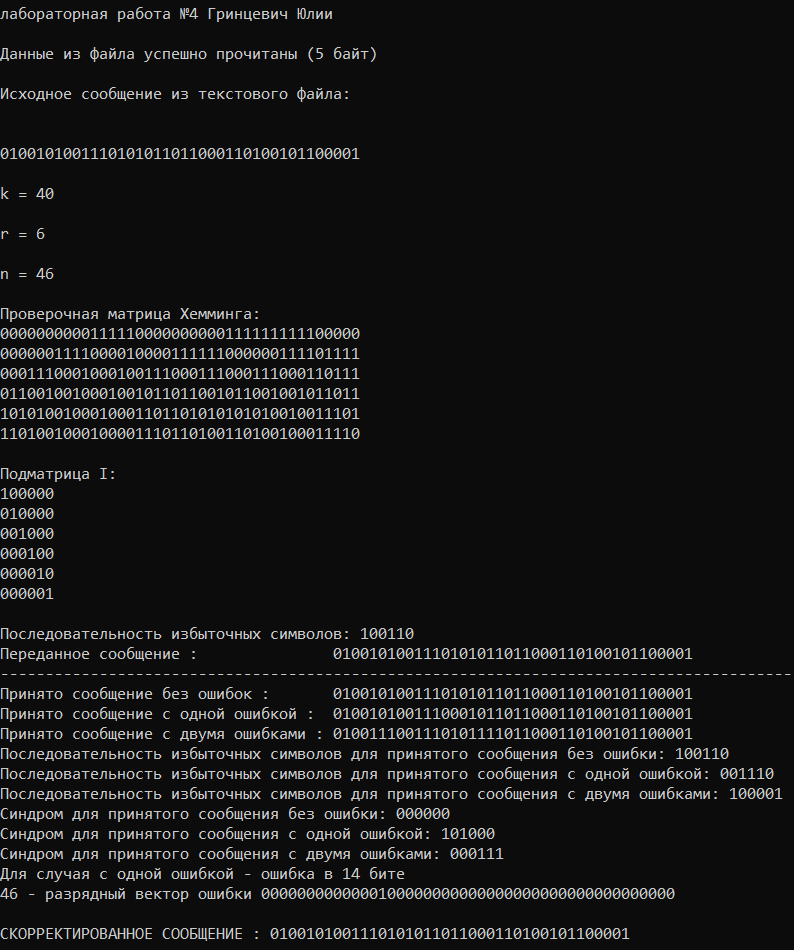 лабораторная работа №4 Гринцевич Юлии
Данные из файла успешно прочитаны (5 байт)
Исходное сообщение из текстового файла:
0100101001110101011011000110100101100001
k = 40
r = 6
n = 46
Проверочная матрица Хемминга:
0000000000111110000000000111111111100000
0000001111000010000111111000000111101111
0001110001000100111000111000111000110111
0110010010001001011011001011001001011011
1010100100010001101101010101010010011101
1101001000100001110110100110100100011110
Подматрица I:
100000
010000
001000
000100
000010
000001
Последовательность избыточных символов: 100110
Переданное сообщение : 0100101001110101011011000110100101100001
----------------------------------------------------------------------------------------
Принято сообщение без ошибок : 0100101001110101011011000110100101100001
Принято сообщение с одной ошибкой : 0100101001110001011011000110100101100001
Принято сообщение с двумя ошибками : 0100111001110101111011000110100101100001
Последовательность избыточных символов для принятого сообщения без ошибки: 100110
Последовательность избыточных символов для принятого сообщения с одной ошибкой: 001110
Последовательность избыточных символов для принятого сообщения с двумя ошибками: 100001
Синдром для принятого сообщения без ошибки: 000000
Синдром для принятого сообщения с одной ошибкой: 101000
Синдром для принятого сообщения с двумя ошибками: 000111
Для случая с одной ошибкой - ошибка в 14 бите
46 - разрядный вектор ошибки 0000000000000100000000000000000000000000000000
СКОРРЕКТИРОВАННОЕ СООБЩЕНИЕ : 0100101001110101011011000110100101100001